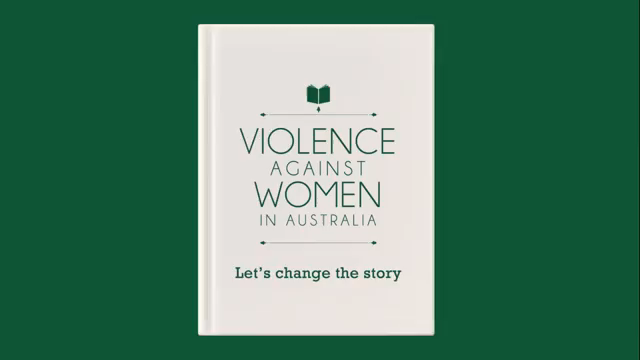 VIOLENCE
AGAINST
WOMEN
IN AUSTRALIA
Let's change the story